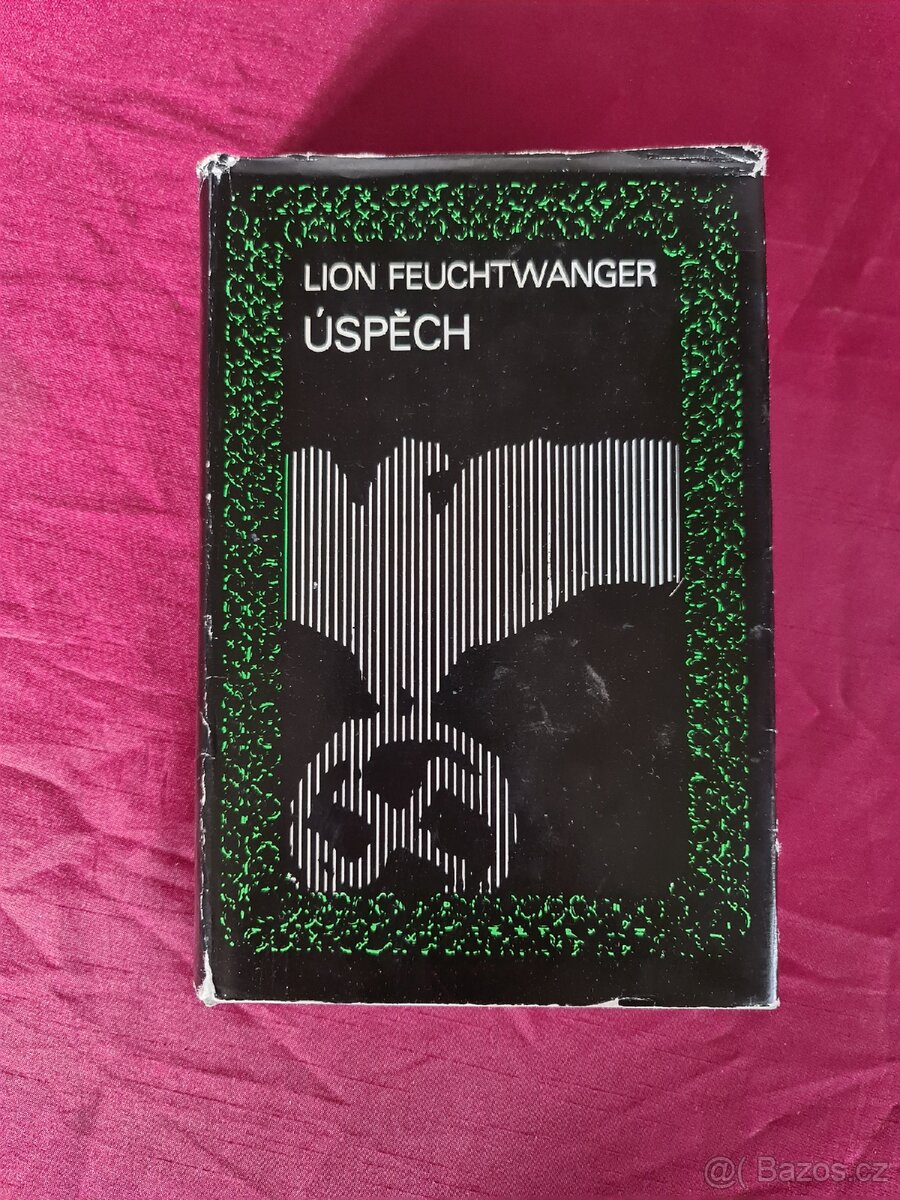 LION FEUCHTWANGER
ÚSPĚCH
@( Bazos.cz